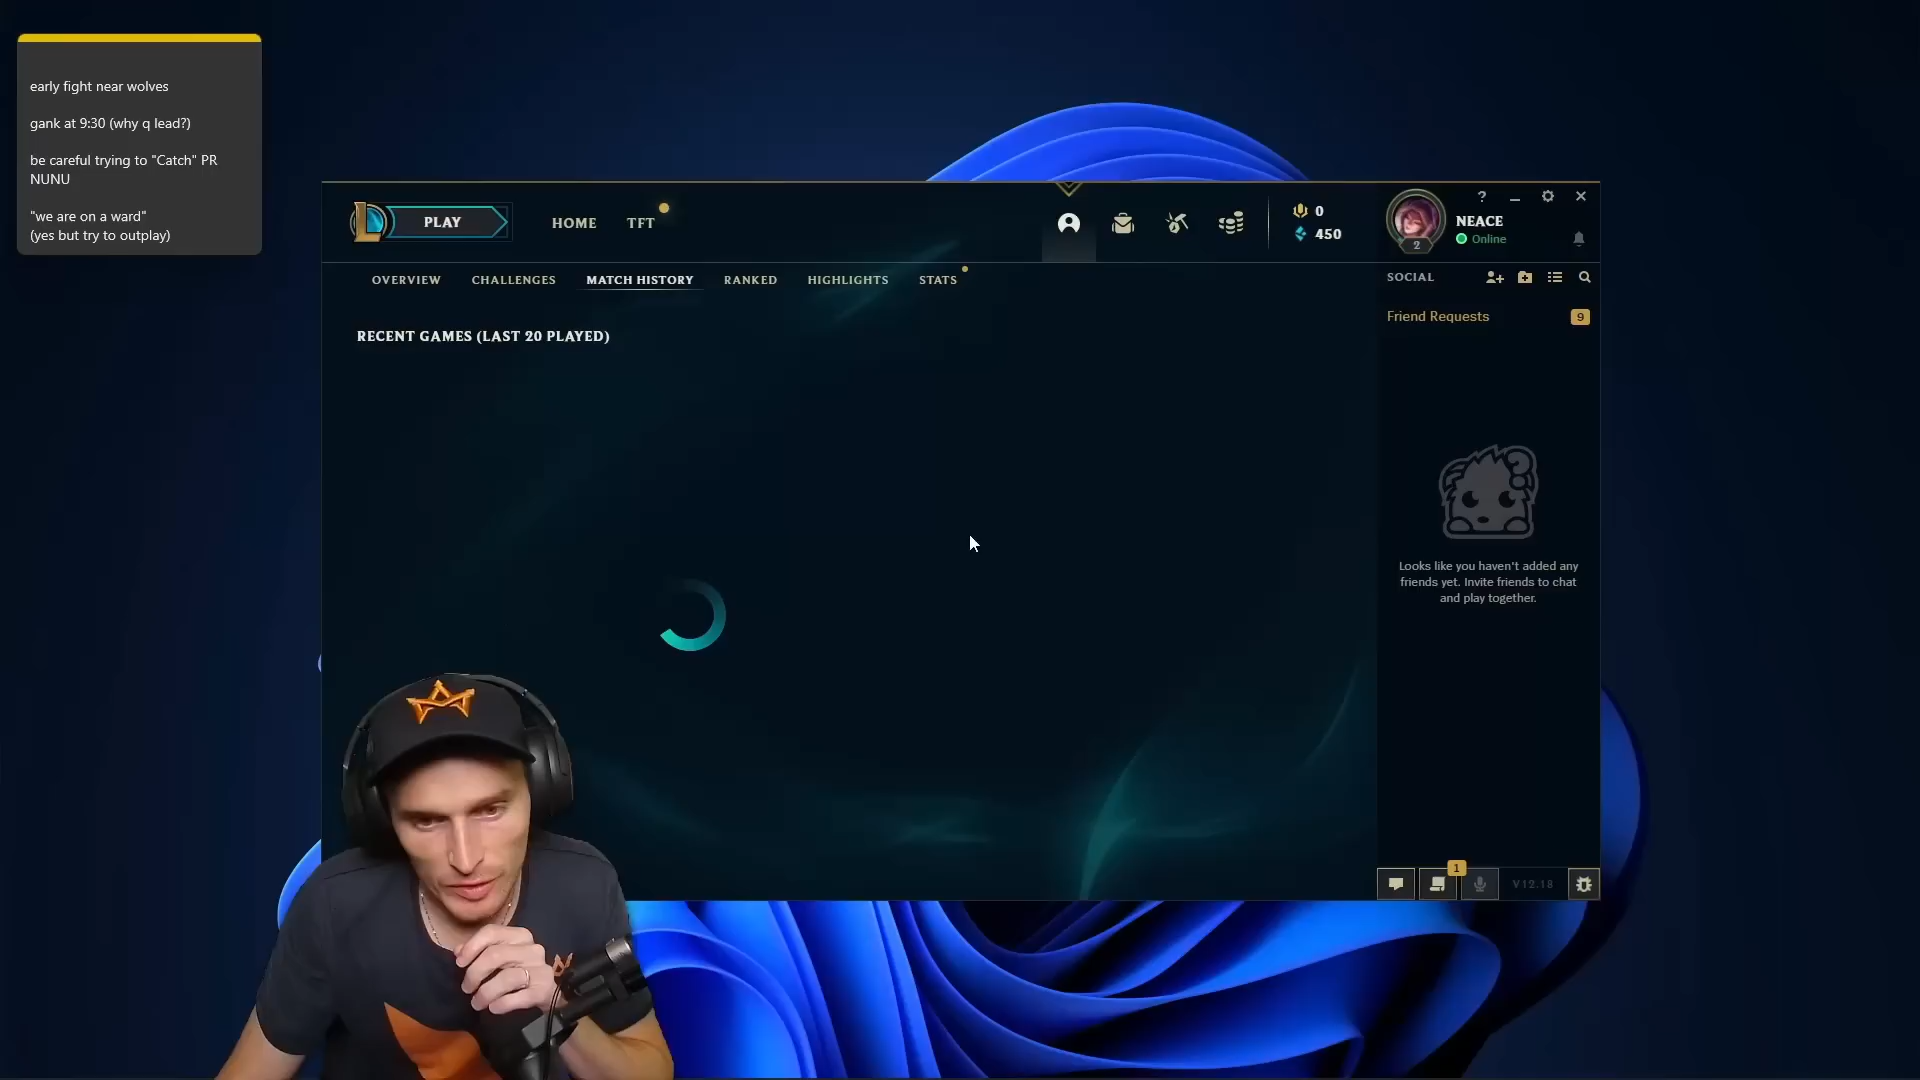 early fight near wolves
gank at 9:30 (why q lead?)
be careful trying to "Catch" PR
NUNU
"we are on a ward"
(yes but try to outplay)
PLAY
HOME
TFT
0
450
2
NEACE
Online
?
OVERVIEW
CHALLENGES
MATCH HISTORY
RANKED
HIGHLIGHTS
STATS
SOCIAL
RECENT GAMES (LAST 20 PLAYED)
Friend Requests
9
Looks like you haven't added any
friends yet. Invite friends to chat
and play together.
1
V12.18